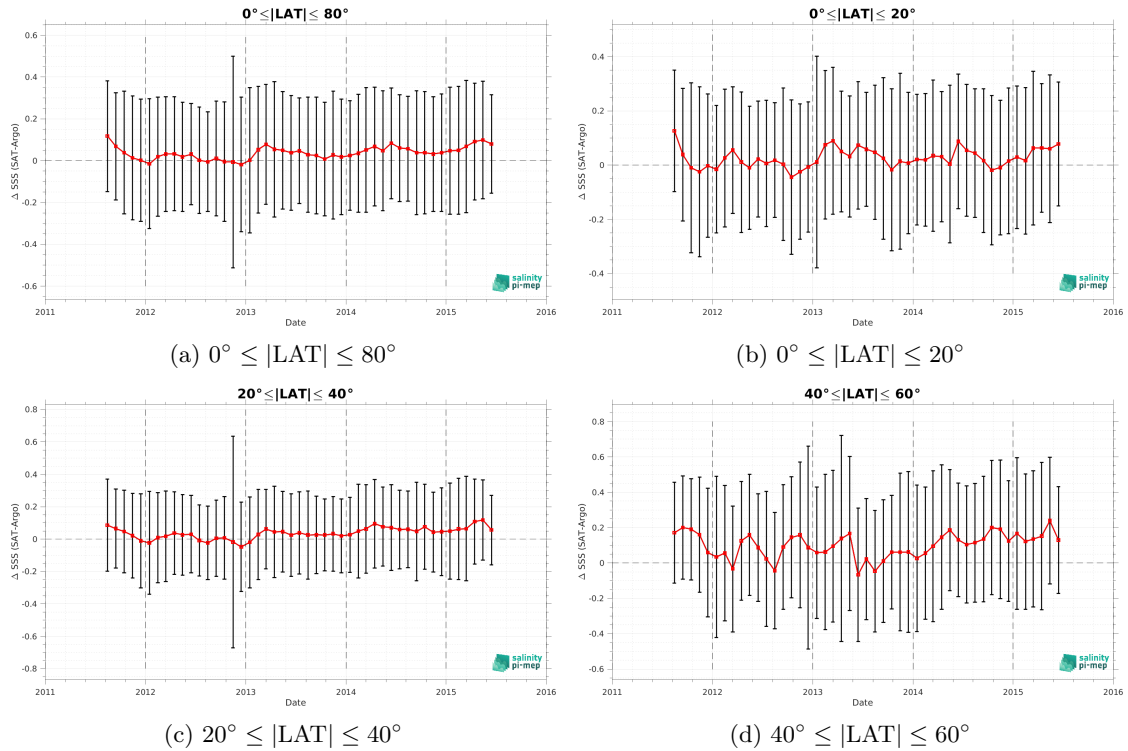 0°≤|LAT|≤ 80°
Δ SSS (SAT-Argo)
0.6
0.4
0.2
0
-0.2
-0.4
-0.6
2011 2012 2013 2014 2015 2016
Date
salinity
pi-mep
(a) 0° ≤ |LAT| ≤ 80°
0°≤|LAT|≤ 20°
Δ SSS (SAT-Argo)
0.4
0.2
0
-0.2
-0.4
2011 2012 2013 2014 2015 2016
Date
salinity
pi-mep
(b) 0° ≤ |LAT| ≤ 20°
20°≤|LAT|≤ 40°
Δ SSS (SAT-Argo)
0.8
0.6
0.4
0.2
0
-0.2
-0.4
-0.6
-0.8
2011 2012 2013 2014 2015 2016
Date
salinity
pi-mep
(c) 20° ≤ |LAT| ≤ 40°
40°≤|LAT|≤ 60°
Δ SSS (SAT-Argo)
0.8
0.6
0.4
0.2
0
-0.2
-0.4
-0.6
2011 2012 2013 2014 2015 2016
Date
salinity
pi-mep
(d) 40° ≤ |LAT| ≤ 60°